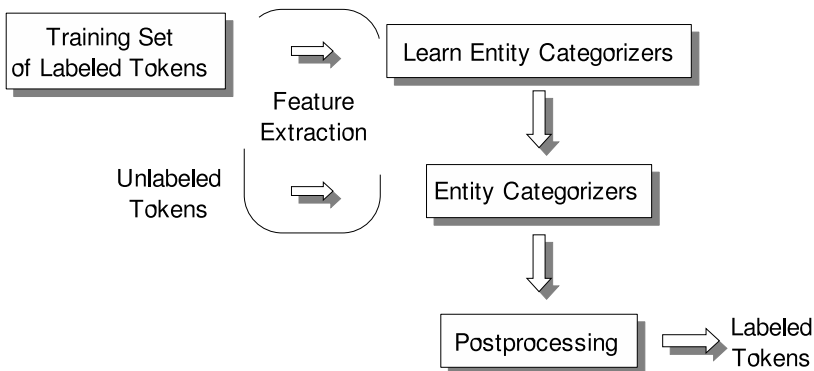 Training Set
of Labeled Tokens
Learn Entity Categorizers
Feature
Extraction
Unlabeled
Tokens
Entity Categorizers
Postprocessing
Labeled
Tokens